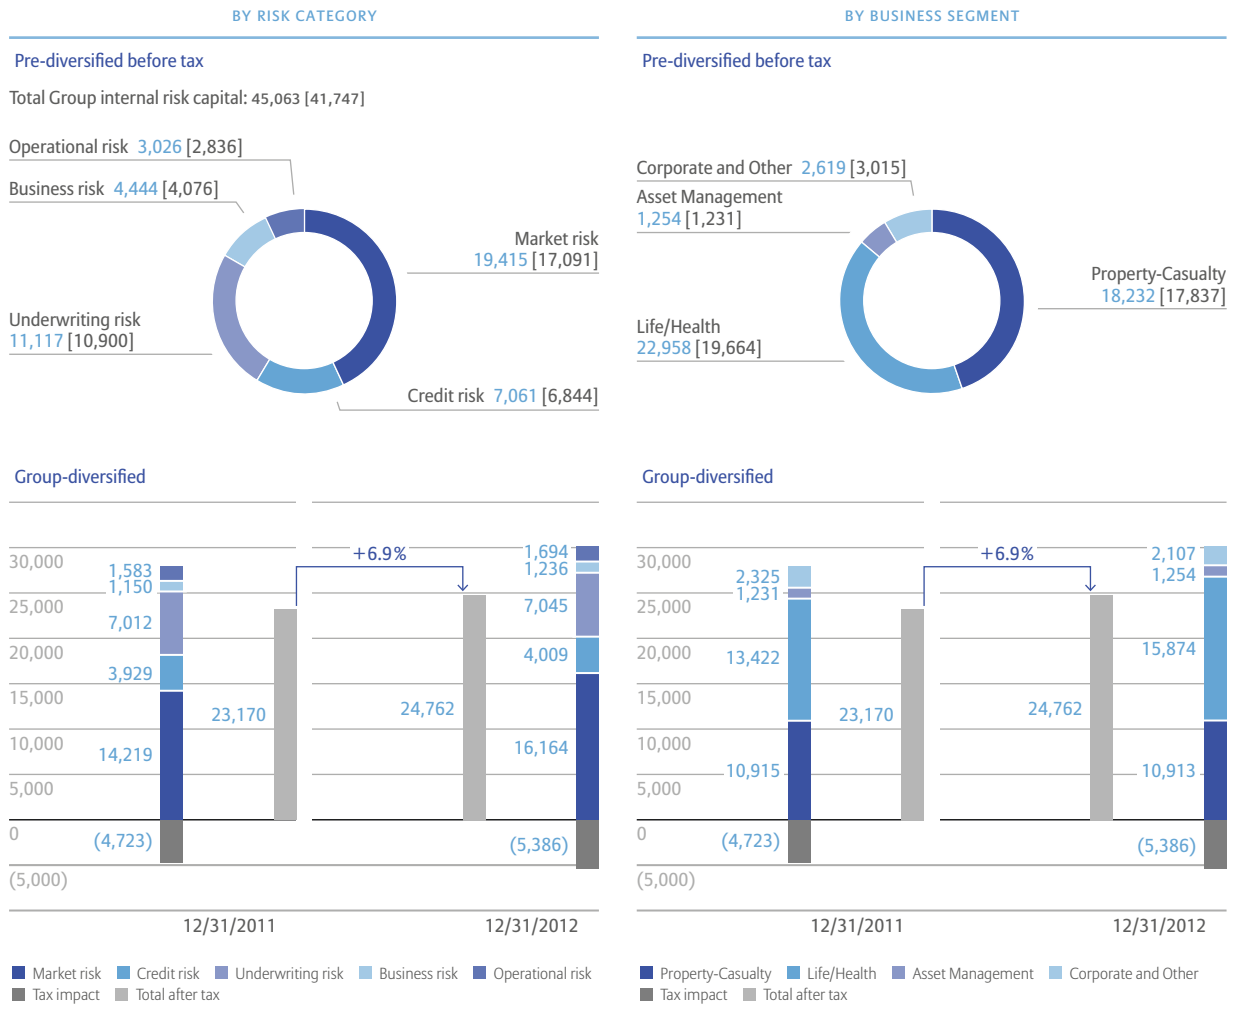 BY RISK CATEGORY
Pre-diversified before tax
Total Group internal risk capital: 45,063 [41,747]
Operational risk 3,026 [2,836]
Business risk 4,444 [4,076]
Market risk
19,415 [17,091]
Underwriting risk
11,117 [10,900]
Credit risk 7,061 [6,844]
Group-diversified
30,000
25,000
20,000
15,000
10,000
5,000
0
(5,000)
1,583
1,150
7,012
3,929
14,219
(4,723)
23,170
+6.9%
24,762
1,694
1,236
7,045
4,009
16,164
(5,386)
12/31/2011
12/31/2012
Market risk Credit risk Underwriting risk Business risk Operational risk
Tax impact Total after tax
BY BUSINESS SEGMENT
Pre-diversified before tax
Corporate and Other 2,619 [3,015]
Asset Management
1,254 [1,231]
Property-Casualty
18,232 [17,837]
Life/Health
22,958 [19,664]
Group-diversified
30,000
25,000
20,000
15,000
10,000
5,000
0
(5,000)
2,325
1,231
13,422
10,915
(4,723)
23,170
+6.9%
24,762
2,107
1,254
15,874
10,913
(5,386)
12/31/2011
12/31/2012
Property-Casualty Life/Health Asset Management Corporate and Other
Tax impact Total after tax